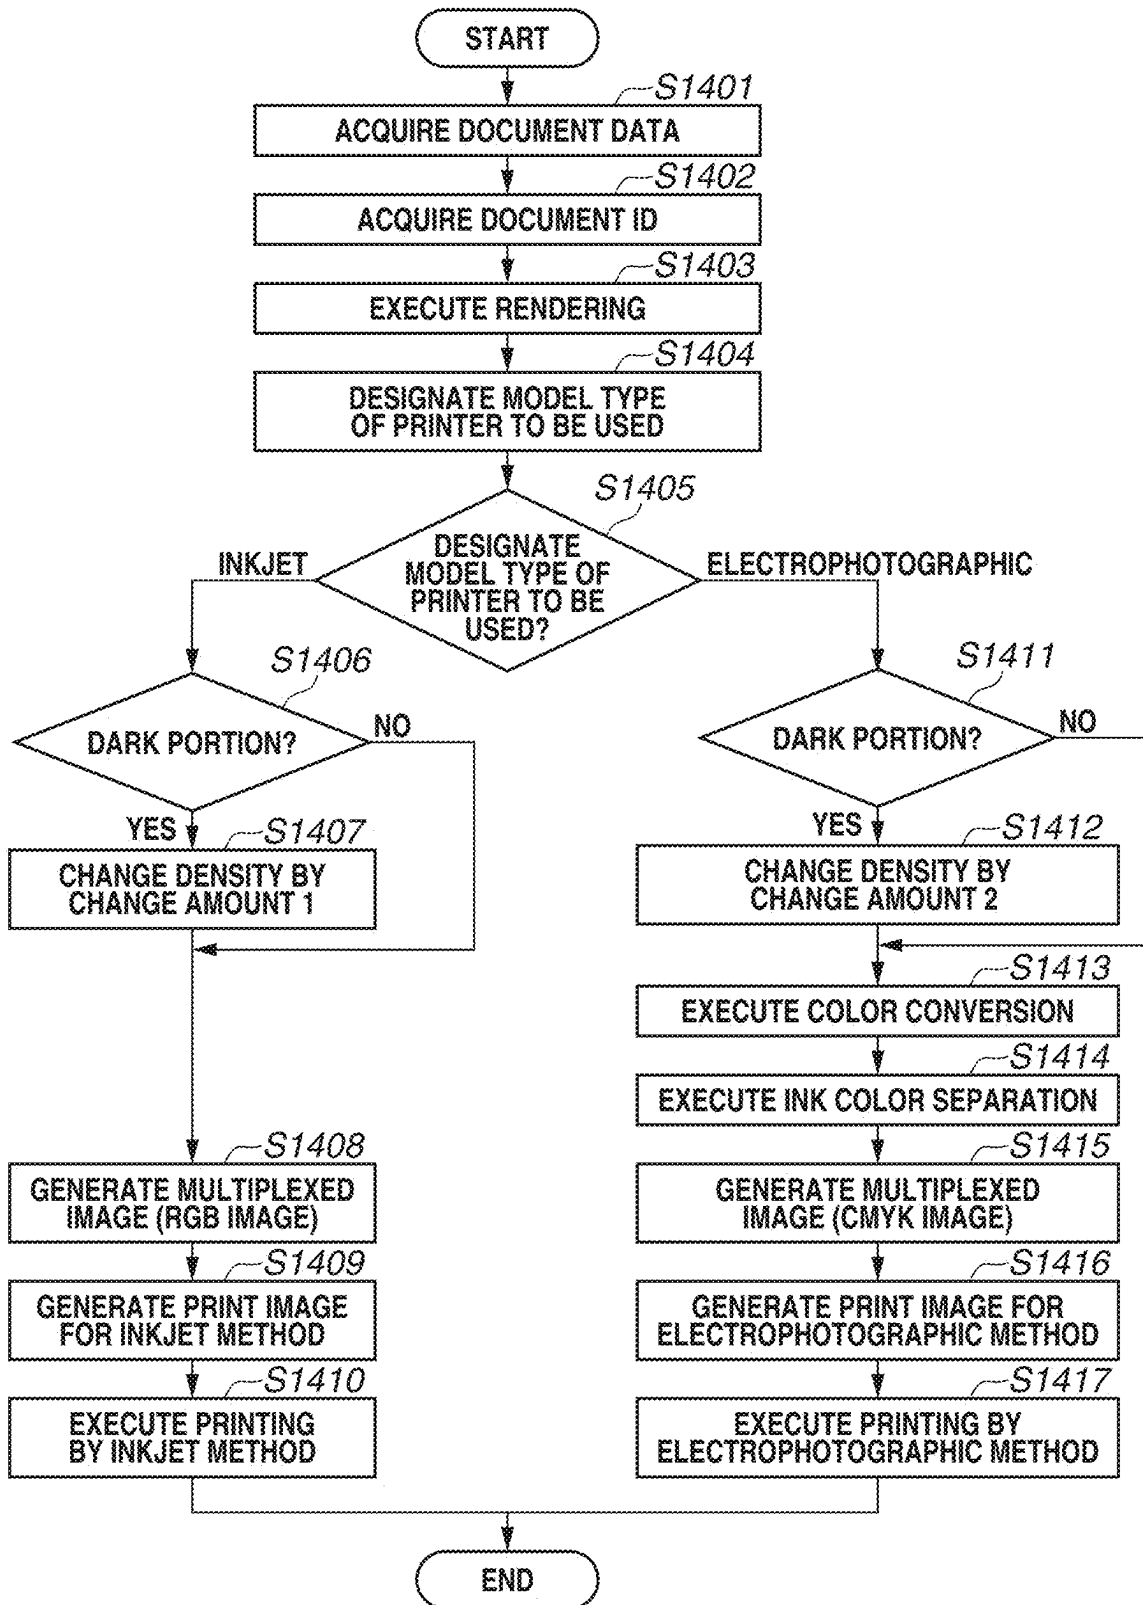 START
S1401
ACQUIRE DOCUMENT DATA
S1402
ACQUIRE DOCUMENT ID
S1403
EXECUTE RENDERING
S1404
DESIGNATE MODEL TYPE
OF PRINTER TO BE USED
S1405
DESIGNATE
MODEL TYPE OF
PRINTER TO BE
USED?
INKJET
ELECTROPHOTOGRAPHIC
S1406
DARK PORTION?
NO
YES
S1407
CHANGE DENSITY BY
CHANGE AMOUNT 1
S1408
GENERATE MULTIPLEXED
IMAGE (RGB IMAGE)
S1409
GENERATE PRINT IMAGE
FOR INKJET METHOD
S1410
EXECUTE PRINTING
BY INKJET METHOD
S1411
DARK PORTION?
NO
YES
S1412
CHANGE DENSITY BY
CHANGE AMOUNT 2
S1413
EXECUTE COLOR CONVERSION
S1414
EXECUTE INK COLOR SEPARATION
S1415
GENERATE MULTIPLEXED
IMAGE (CMYK IMAGE)
S1416
GENERATE PRINT IMAGE FOR
ELECTROPHOTOGRAPHIC METHOD
S1417
EXECUTE PRINTING BY
ELECTROPHOTOGRAPHIC METHOD
END